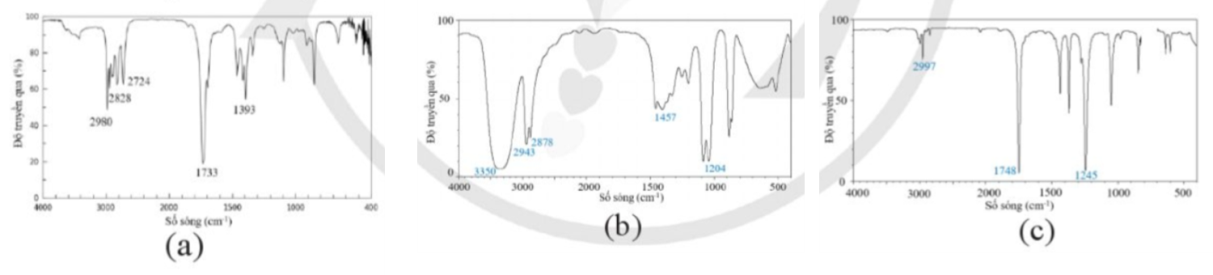 100
80
60
40
20
0
Độ truyền qua (%)
2724
2828
2980
1393
1733
4000 3000 2000 1500 1000 400
Số sóng (cm⁻¹)
(a)
100
50
0
Độ truyền qua (%)
3350
2943
2878
1457
1204
4000 3000 2000 1500 1000 500
Số sóng (cm⁻¹)
(b)
100
50
0
Độ truyền qua (%)
2997
1748
1245
4000 3000 2000 1500 1000 500
Số sóng (cm⁻¹)
(c)